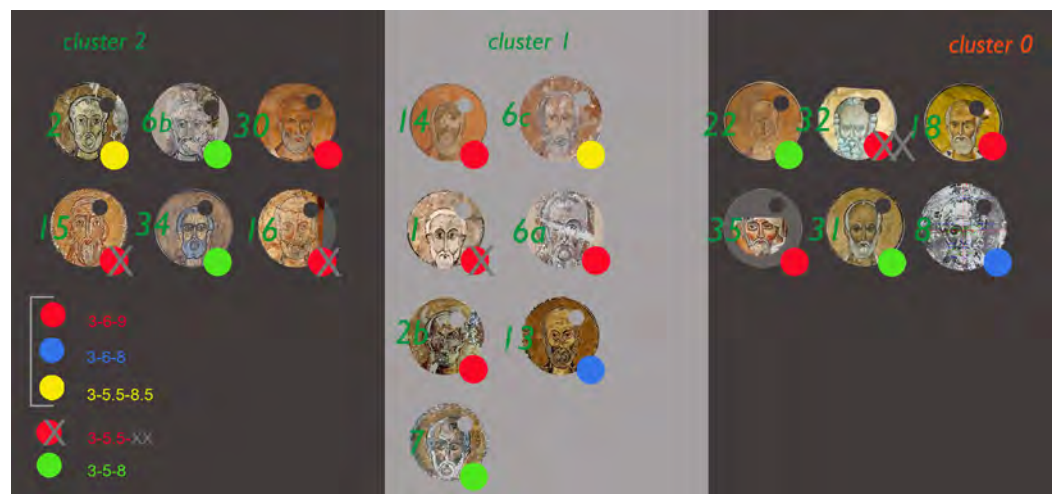 cluster 2
cluster 1
cluster 0
2
6b
30
14
6c
22
32
XX
18
15
34
16
1
6a
35
31
8
X
X
X
2b
13
7
3-6-9
3-6-8
3-5.5-8.5
X
3-5.5-XX
3-5-8